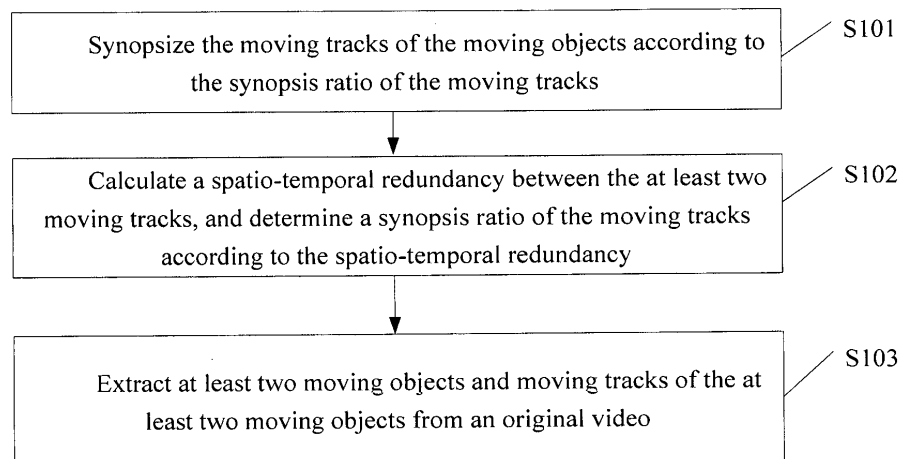 Synopsize the moving tracks of the moving objects according to
the synopsis ratio of the moving tracks
S101
Calculate a spatio-temporal redundancy between the at least two
moving tracks, and determine a synopsis ratio of the moving tracks
according to the spatio-temporal redundancy
S102
Extract at least two moving objects and moving tracks of the at
least two moving objects from an original video
S103